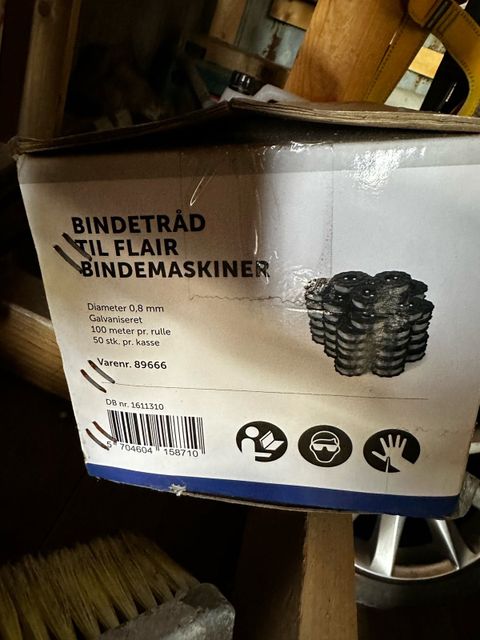 BINDETRÅD
TIL FLAIR
BINDEMASKINER
Diameter 0,8 mm
Galvaniseret
100 meter pr. rulle
50 stk. pr. kasse
Varenr. 89666
DB nr. 1611310
5 704604 158710